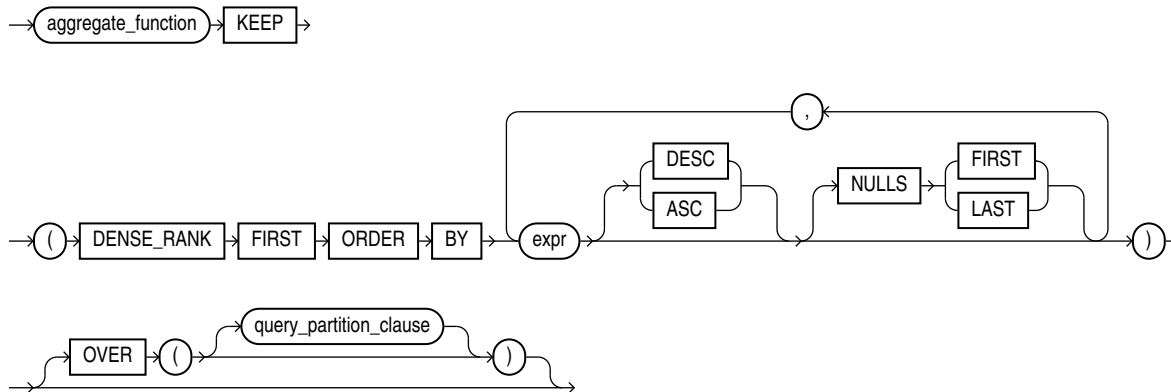 aggregate_function KEEP
,
DESC FIRST
NULLS
ASC LAST
( DENSE_RANK FIRST ORDER BY expr )
query_partition_clause
OVER ( )